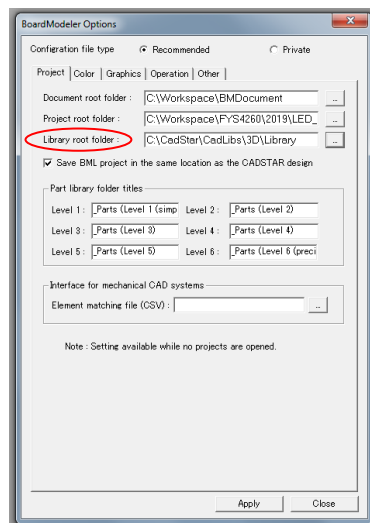 BoardModeler Options
Configration file type Recommended Private
Project Color Graphics Operation Other
Document root folder : C:\Workspace\BMDocument ...
Project root folder : C:\Workspace\FYS4260\2019\LED_ ...
Library root folder : C:\CadStar\CadLibs\3D\Library ...
Save BML project in the same location as the CADSTAR design
Part library folder titles
Level 1 : _Parts (Level 1 (simp Level 2 : _Parts (Level 2)
Level 3 : _Parts (Level 3) Level 4 : _Parts (Level 4)
Level 5 : _Parts (Level 5) Level 6 : _Parts (Level 6 (preci
Interface for mechanical CAD systems
Element matching file (CSV) : ...
Note : Setting available while no projects are opened.
Apply Close